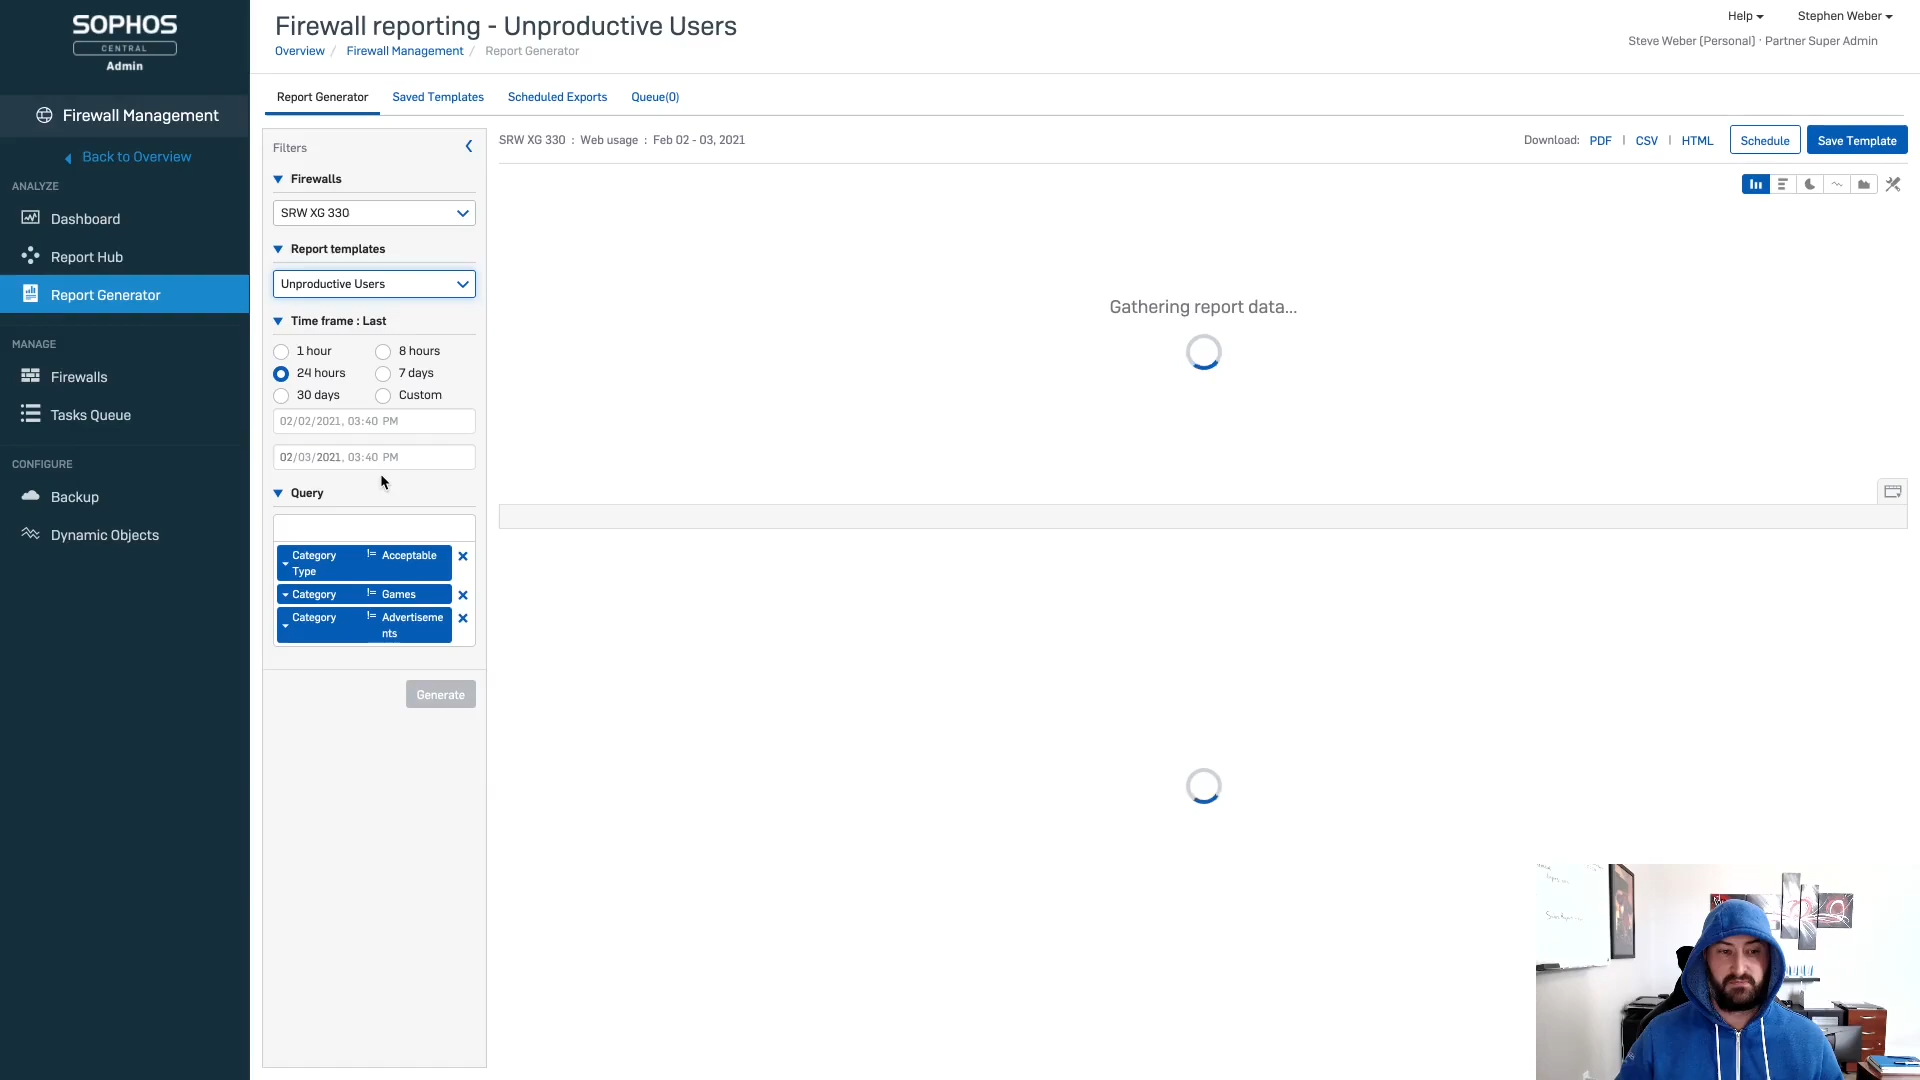 SOPHOS
CENTRAL
Admin
Firewall Management
Back to Overview
ANALYZE
Dashboard
Report Hub
Report Generator
MANAGE
Firewalls
Tasks Queue
CONFIGURE
Backup
Dynamic Objects
Firewall reporting - Unproductive Users
Overview / Firewall Management / Report Generator
Help
Stephen Weber
Steve Weber (Personal) · Partner Super Admin
Report Generator
Saved Templates
Scheduled Exports
Queue(0)
Filters
Firewalls
SRW XG 330
Report templates
Unproductive Users
Time frame : Last
1 hour
8 hours
24 hours
7 days
30 days
Custom
02/02/2021, 03:40 PM
02/03/2021, 03:40 PM
Query
Category Type != Acceptable
Category != Games
Category != Advertisements
Generate
SRW XG 330 : Web usage : Feb 02 - 03, 2021
Download: PDF | CSV | HTML
Schedule
Save Template
Gathering report data...